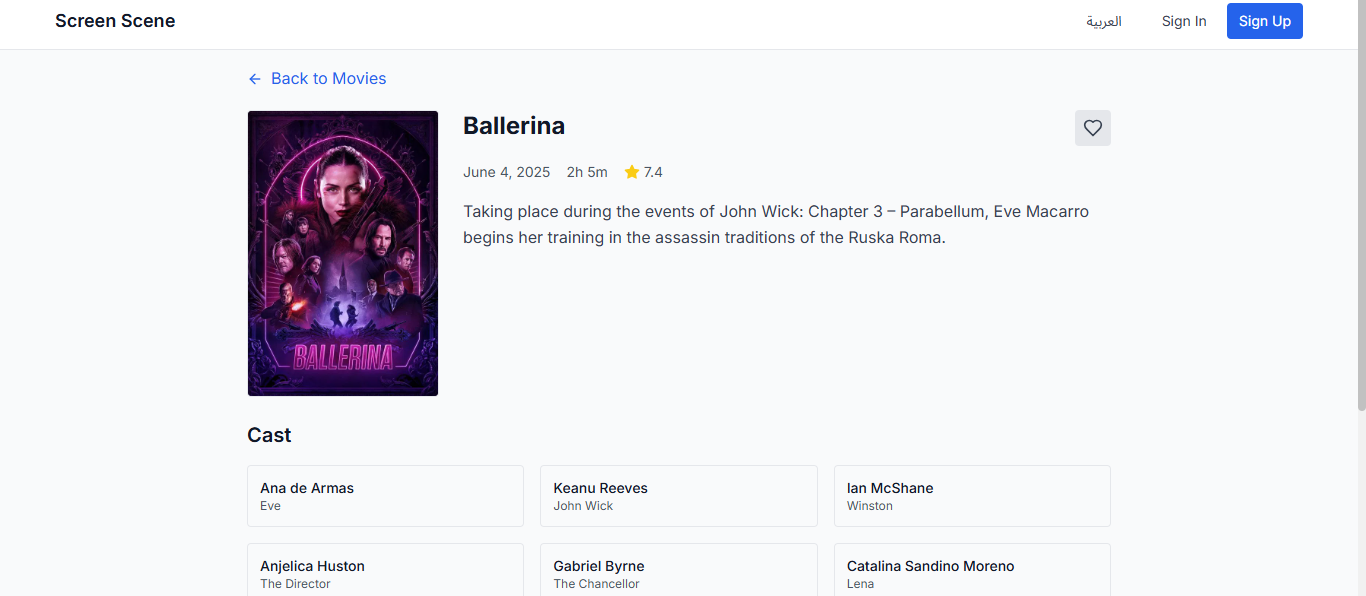 Screen Scene
العربية
Sign In
Sign Up
Back to Movies
Ballerina
June 4, 2025 2h 5m 7.4
Taking place during the events of John Wick: Chapter 3 – Parabellum, Eve Macarro
begins her training in the assassin traditions of the Ruska Roma.
BALLERINA
Cast
Ana de Armas
Eve
Keanu Reeves
John Wick
Ian McShane
Winston
Anjelica Huston
The Director
Gabriel Byrne
The Chancellor
Catalina Sandino Moreno
Lena